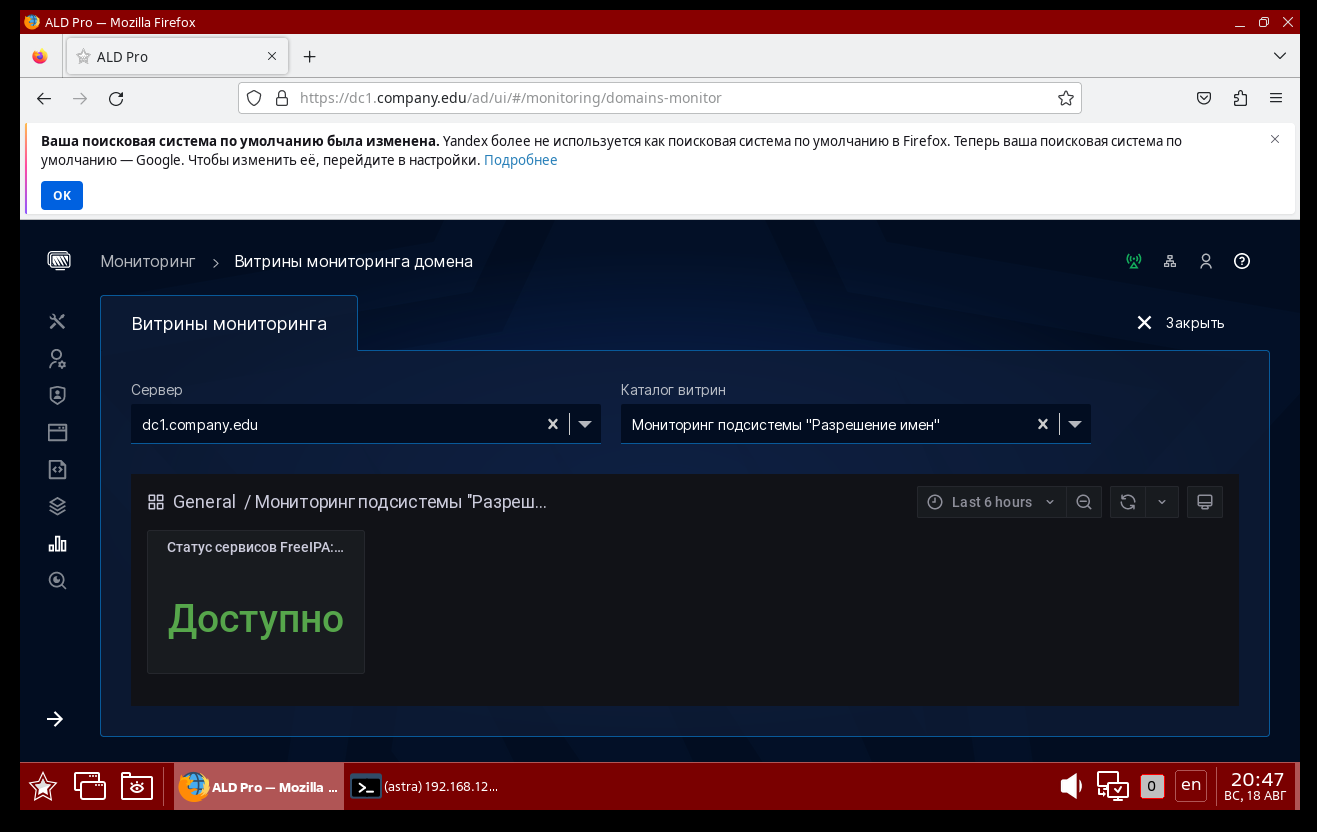 ALD Pro — Mozilla Firefox
ALD Pro
https://dc1.company.edu/ad/ui/#/monitoring/domains-monitor
Ваша поисковая система по умолчанию была изменена. Yandex более не используется как поисковая система по умолчанию в Firefox. Теперь ваша поисковая система по
умолчанию — Google. Чтобы изменить её, перейдите в настройки. Подробнее
OK
Мониторинг > Витрины мониторинга домена
Витрины мониторинга
Закрыть
Сервер
Каталог витрин
dc1.company.edu
Мониторинг подсистемы "Разрешение имен"
General / Мониторинг подсистемы "Разреш...
Last 6 hours
Статус сервисов FreeIPA:...
Доступно
ALD Pro — Mozilla ...
(astra) 192.168.12...
0
en
20:47
ВС, 18 АВГ